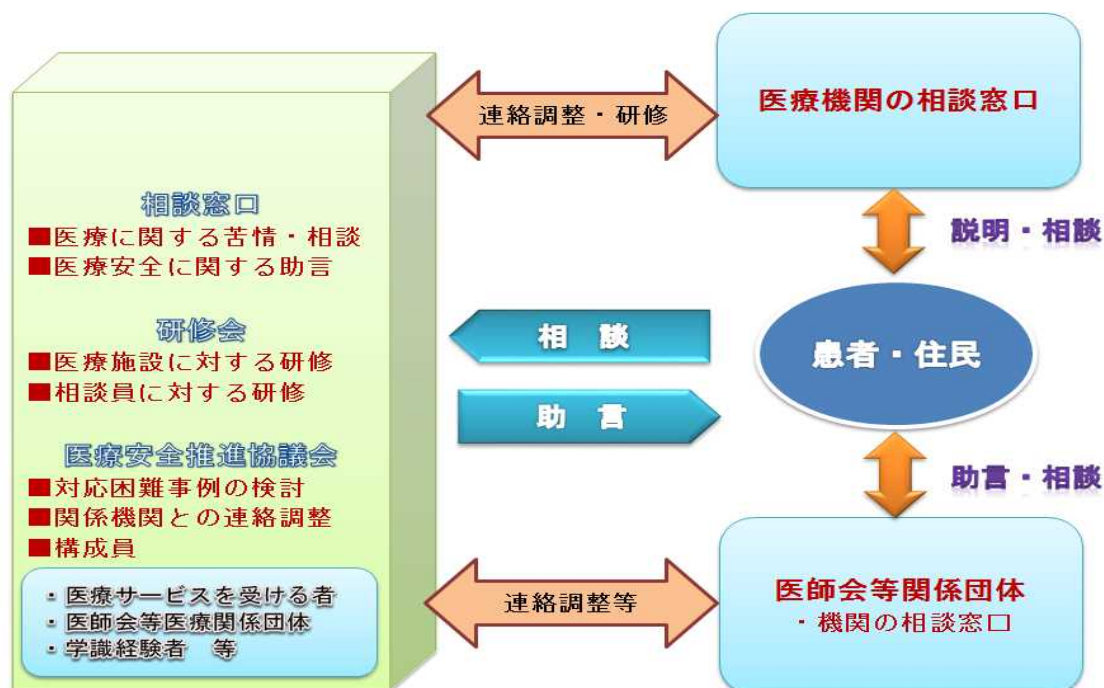 相談窓口
■医療に関する苦情・相談
■医療安全に関する助言
研修会
■医療施設に対する研修
■相談員に対する研修
医療安全推進協議会
■対応困難事例の検討
■関係機関との連絡調整
■構成員
・医療サービスを受ける者
・医師会等医療関係団体
・学識経験者　等
連絡調整・研修
相　談
助　言
連絡調整等
医療機関の相談窓口
説明・相談
患者・住民
助言・相談
医師会等関係団体
・機関の相談窓口